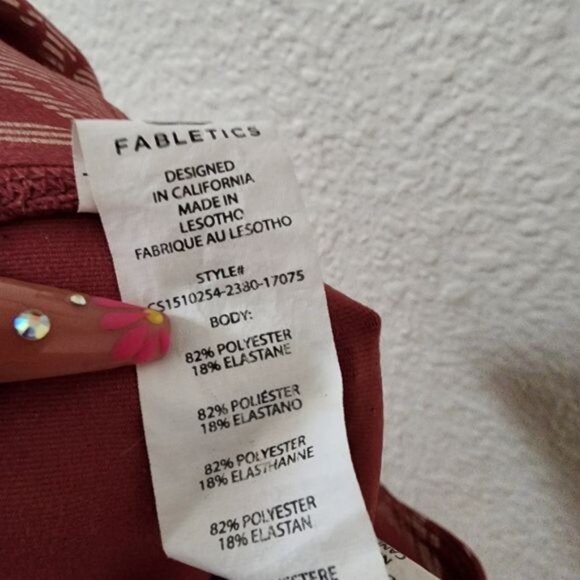 FABLETICS
DESIGNED
IN CALIFORNIA
MADE IN
LESOTHO
FABRIQUE AU LESOTHO
STYLE#
CS1510254-2380-17075
BODY:
82% POLYESTER
18% ELASTANE
82% POLIÉSTER
18% ELASTANO
82% POLYESTER
18% ELASTHANNE
82% POLYESTER
18% ELASTAN